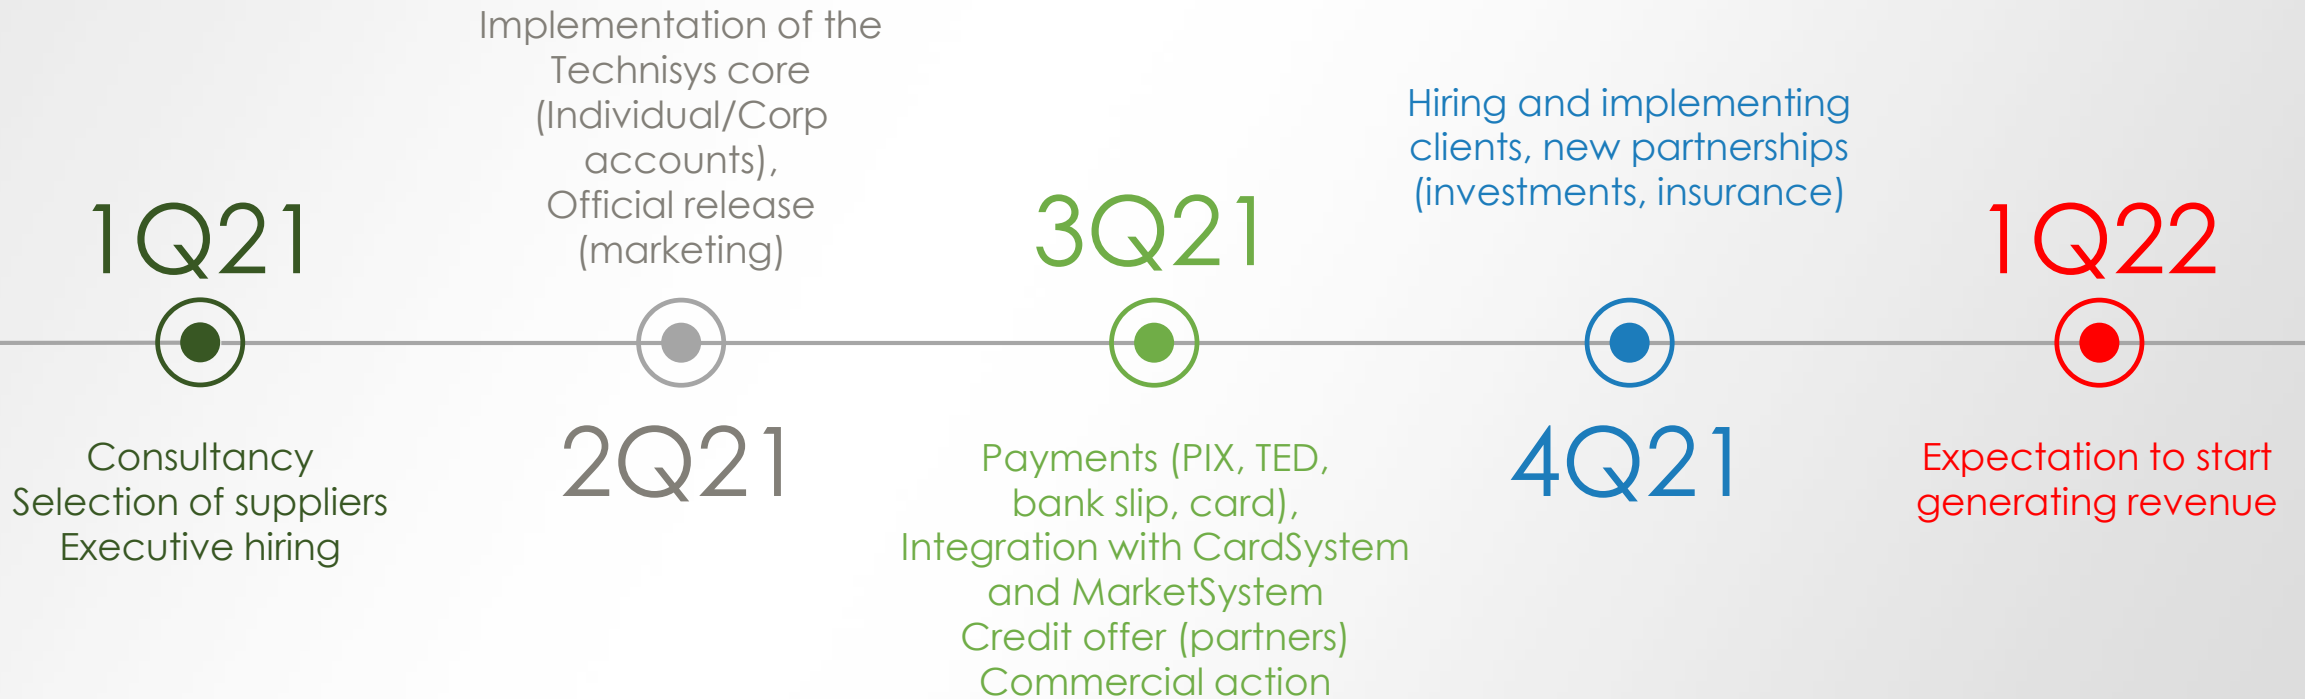 1Q21
Consultancy
Selection of suppliers
Executive hiring
Implementation of the
Technisys core
(Individual/Corp
accounts),
Official release
(marketing)
2Q21
3Q21
Payments (PIX, TED,
bank slip, card),
Integration with CardSystem
and MarketSystem
Credit offer (partners)
Commercial action
Hiring and implementing
clients, new partnerships
(investments, insurance)
4Q21
1Q22
Expectation to start
generating revenue